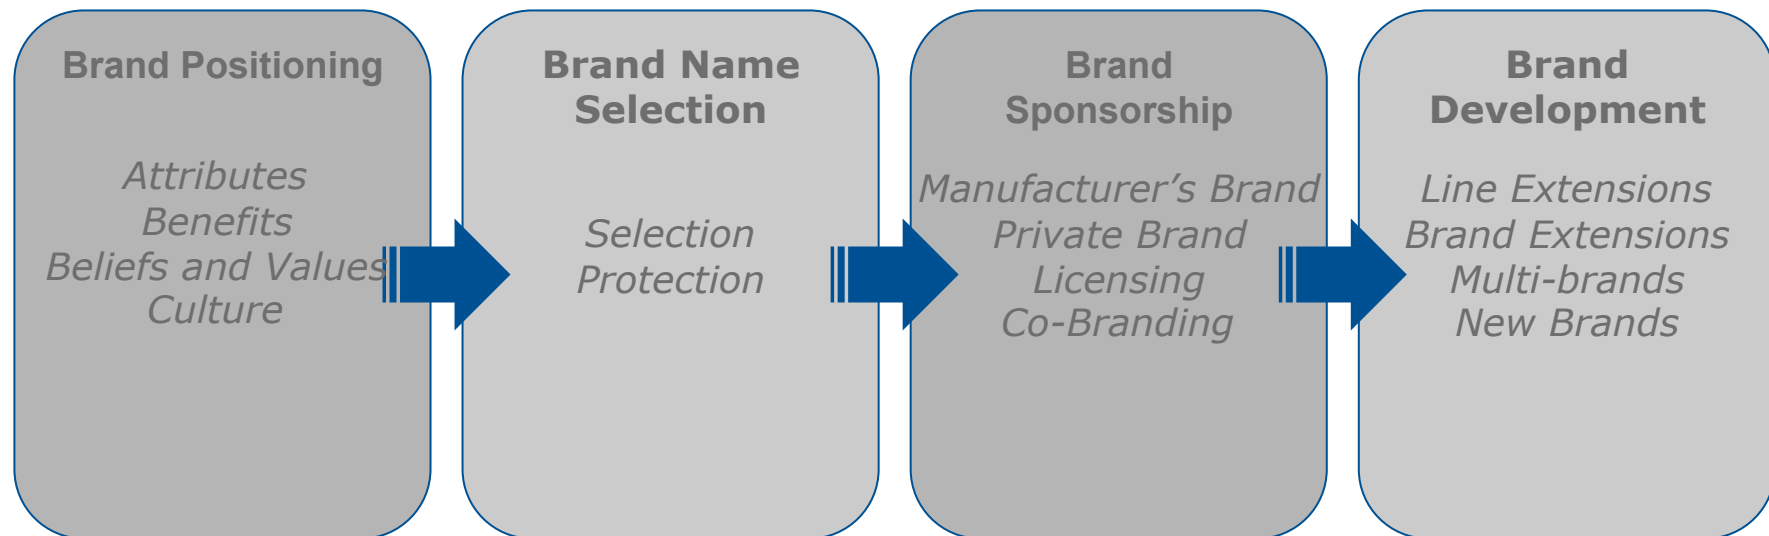 Brand Positioning
Attributes
Benefits
Beliefs and Values
Culture
Brand Name
Selection
Selection
Protection
Brand
Sponsorship
Manufacturer’s Brand
Private Brand
Licensing
Co-Branding
Brand
Development
Line Extensions
Brand Extensions
Multi-brands
New Brands